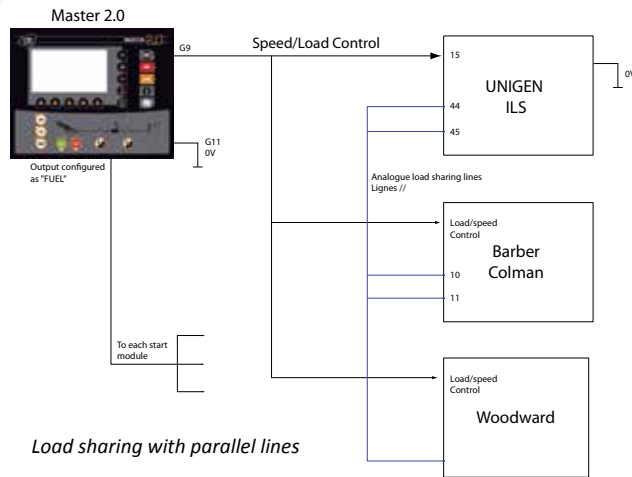 Master 2.0
G9
Speed/Load Control
15
UNIGEN
ILS
0V
44
45
G11
0V
Output configured
as "FUEL"
Analogue load sharing lines
Lignes //
Load/speed
Control
Barber
Colman
10
11
To each start
module
Load/speed
Control
Woodward
Load sharing with parallel lines